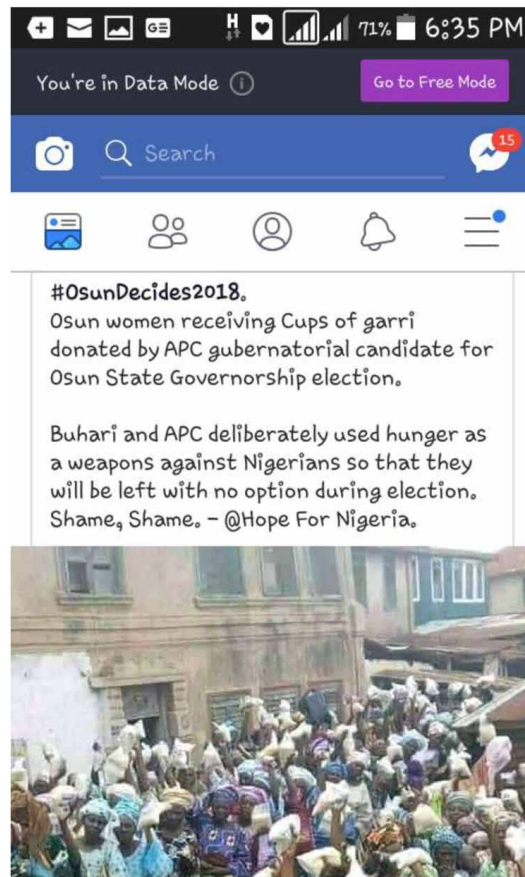 71% 6:35 PM
You're in Data Mode
Go to Free Mode
Search
15
#OsunDecides2018.
Osun women receiving Cups of garri
donated by APC gubernatorial candidate for
Osun State Governorship election.
Buhari and APC deliberately used hunger as
a weapons against Nigerians so that they
will be left with no option during election.
Shame, Shame. - @Hope For Nigeria.